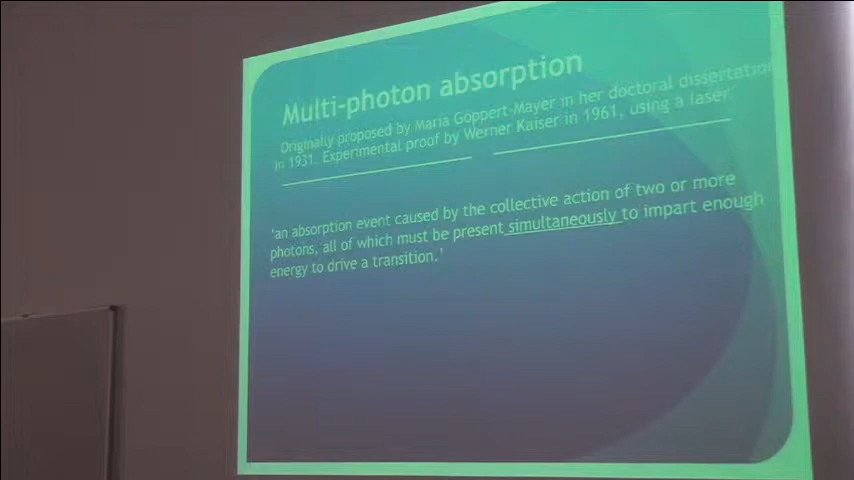 Multi-photon absorption
Originally proposed by Maria Goppert-Mayer in her doctoral dissertation
in 1931. Experimental proof by Werner Kaiser in 1961, using a laser.
‘an absorption event caused by the collective action of two or more
photons, all of which must be present simultaneously to impart enough
energy to drive a transition.’